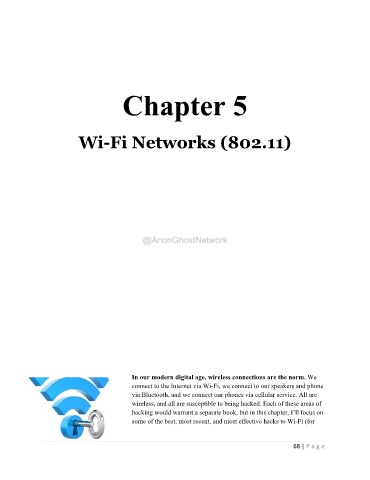 Chapter 5
Wi-Fi Networks (802.11)
@AnonGhostNetwork
In our modern digital age, wireless connections are the norm. We
connect to the Internet via Wi-Fi, we connect to our speakers and phone
via Bluetooth, and we connect our phones via cellular service. All are
wireless, and all are susceptible to being hacked. Each of these areas of
hacking would warrant a separate book, but in this chapter, I'll focus on
some of the best, most recent, and most effective hacks to Wi-Fi (for
68 | Page